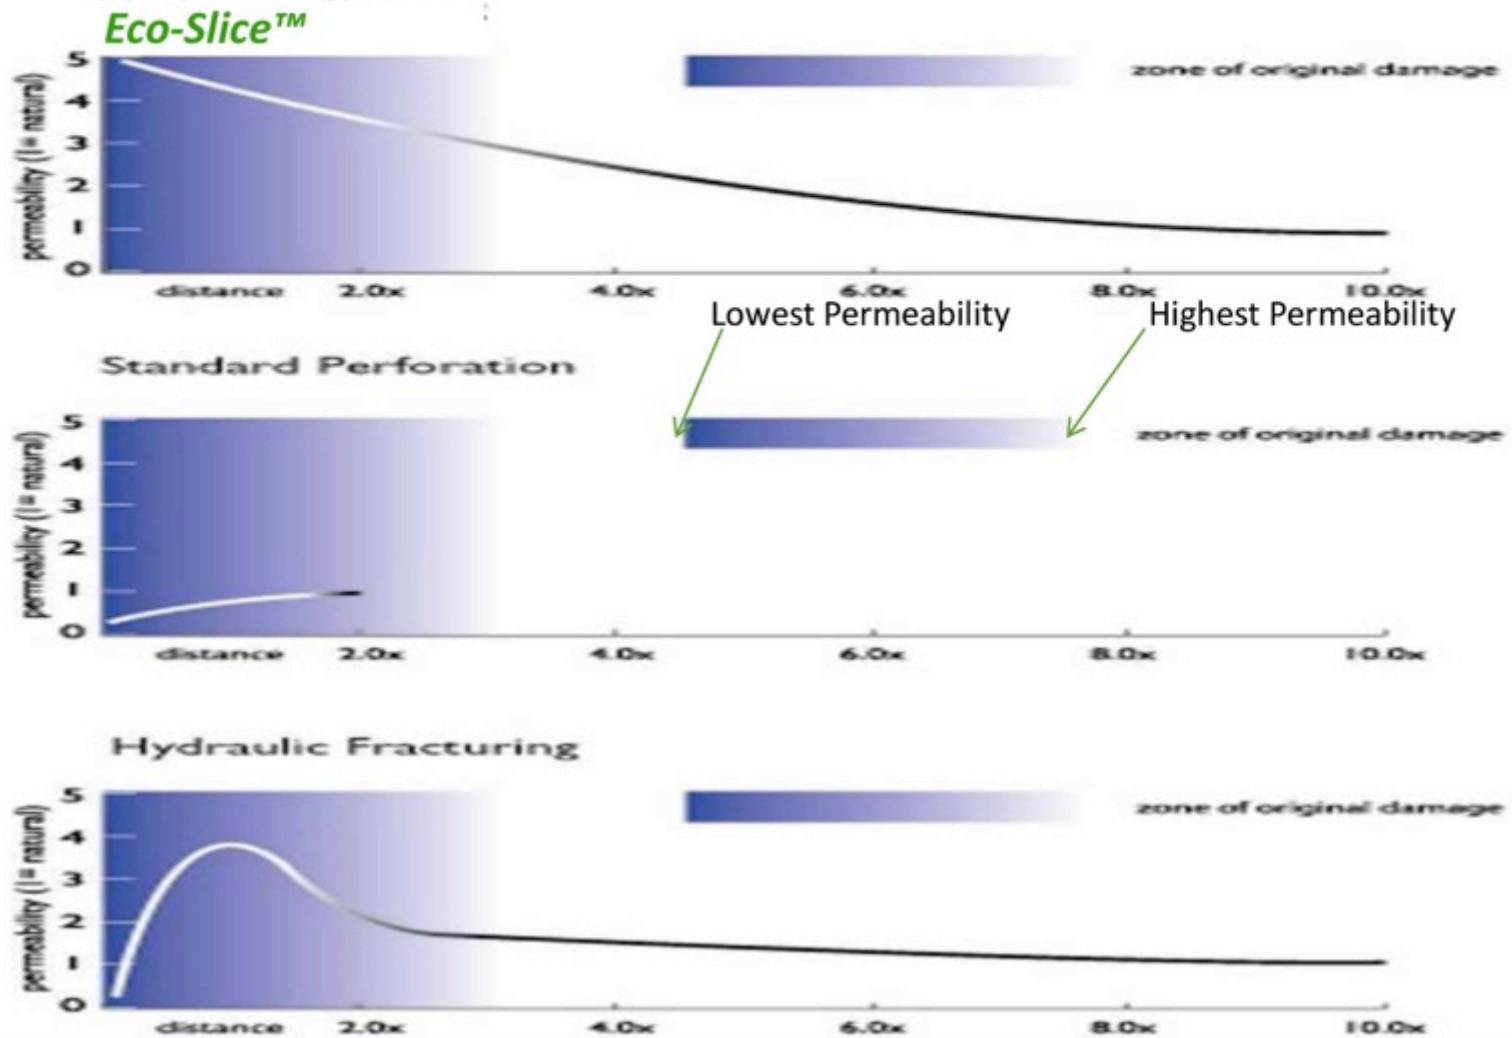 Eco-Slice™
5
zone of original damage
4
3
2
1
0
permeability (1= natural)
distance 2.0x 4.0x 6.0x 8.0x 10.0x
Lowest Permeability Highest Permeability
Standard Perforation
5
zone of original damage
4
3
2
1
0
permeability (1= natural)
distance 2.0x 4.0x 6.0x 8.0x 10.0x
Hydraulic Fracturing
5
zone of original damage
4
3
2
1
0
permeability (1= natural)
distance 2.0x 4.0x 6.0x 8.0x 10.0x